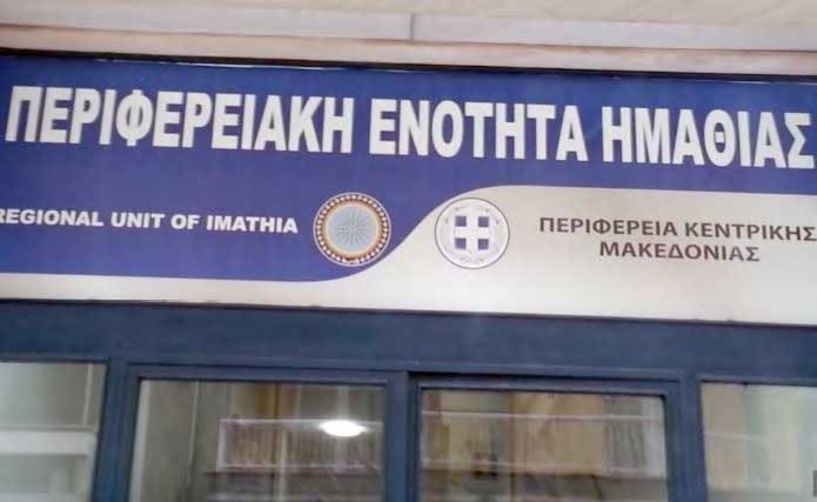 ΠΕΡΙΦΕΡΕΙΑΚΗ ΕΝΟΤΗΤΑ ΗΜΑΘΙΑΣ
REGIONAL UNIT OF IMATHIA
ΠΕΡΙΦΕΡΕΙΑ ΚΕΝΤΡΙΚΗΣ
ΜΑΚΕΔΟΝΙΑΣ